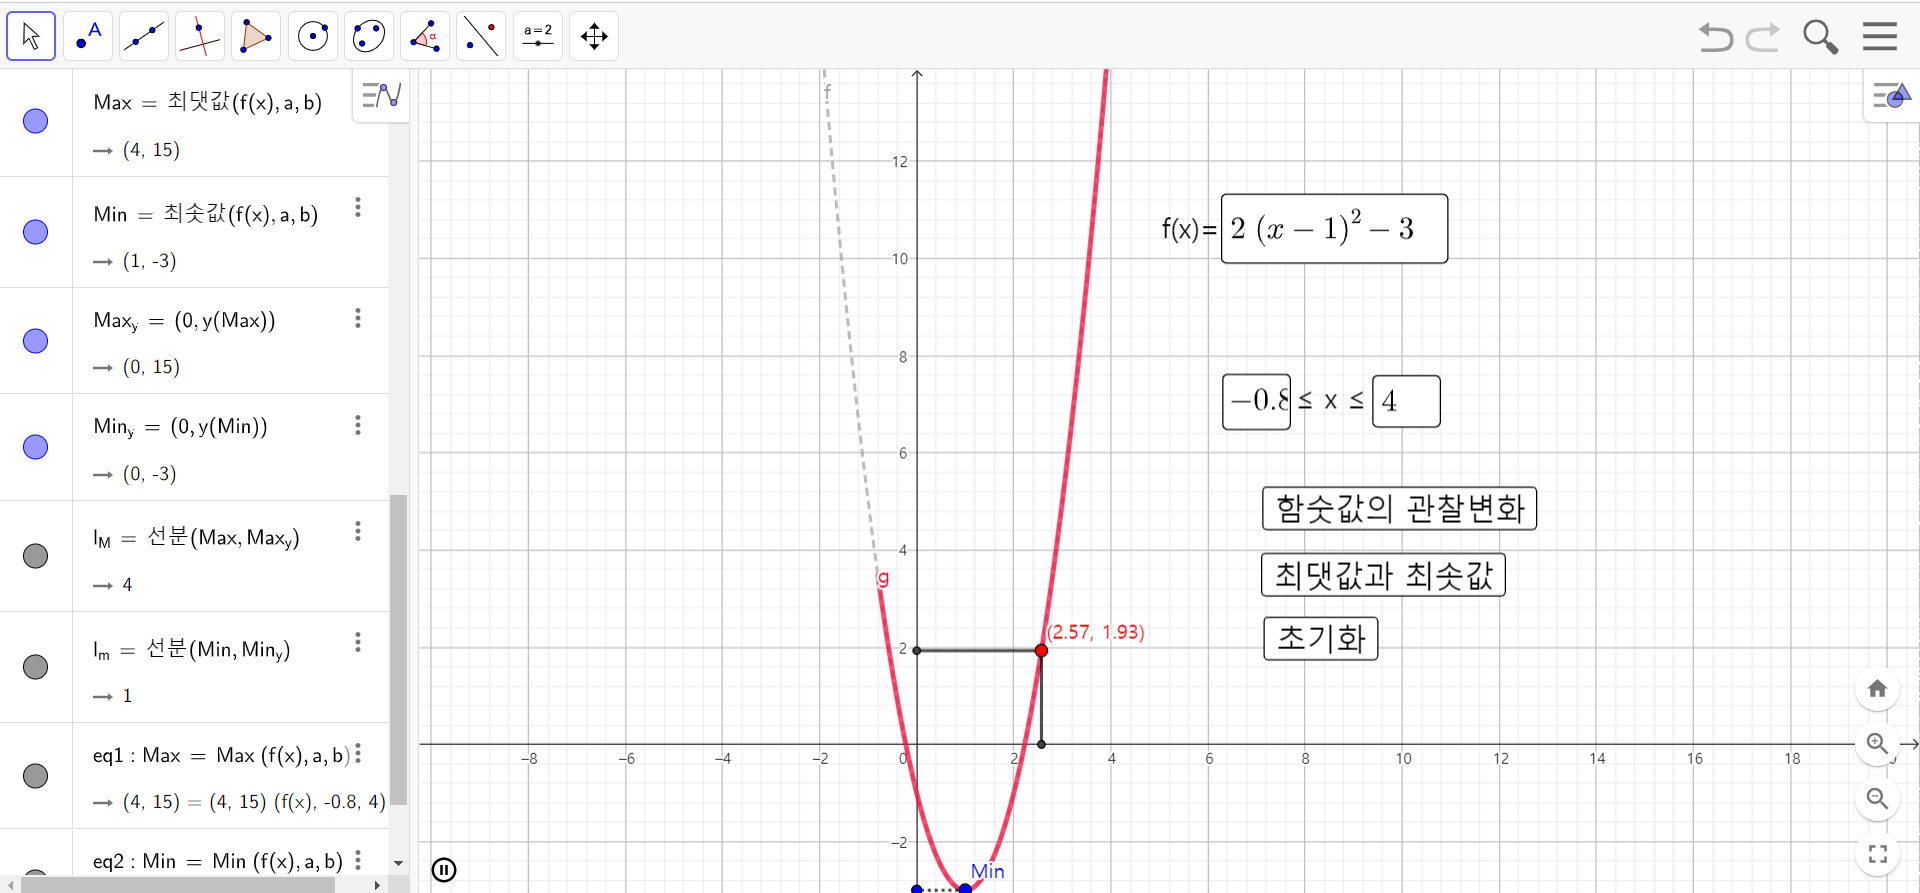 A
α
a=2
Max = 최댓값(f(x), a, b)
→ (4, 15)
Min = 최솟값(f(x), a, b)
→ (1, -3)
Maxy = (0, y(Max))
→ (0, 15)
Miny = (0, y(Min))
→ (0, -3)
lM = 선분(Max, Maxy)
→ 4
lm = 선분(Min, Miny)
→ 1
eq1 : Max = Max (f(x), a, b)
→ (4, 15) = (4, 15) (f(x), -0.8, 4)
eq2 : Min = Min (f(x), a, b)
f
12
10
8
6
4
g
2
(2.57, 1.93)
−8 −6 −4 −2 0 2 4 6 8 10 12 14 16 18
−2
Min
f(x)= 2 (x − 1)² − 3
−0.8 ≤ x ≤ 4
함숫값의 관찰변화
최댓값과 최솟값
초기화